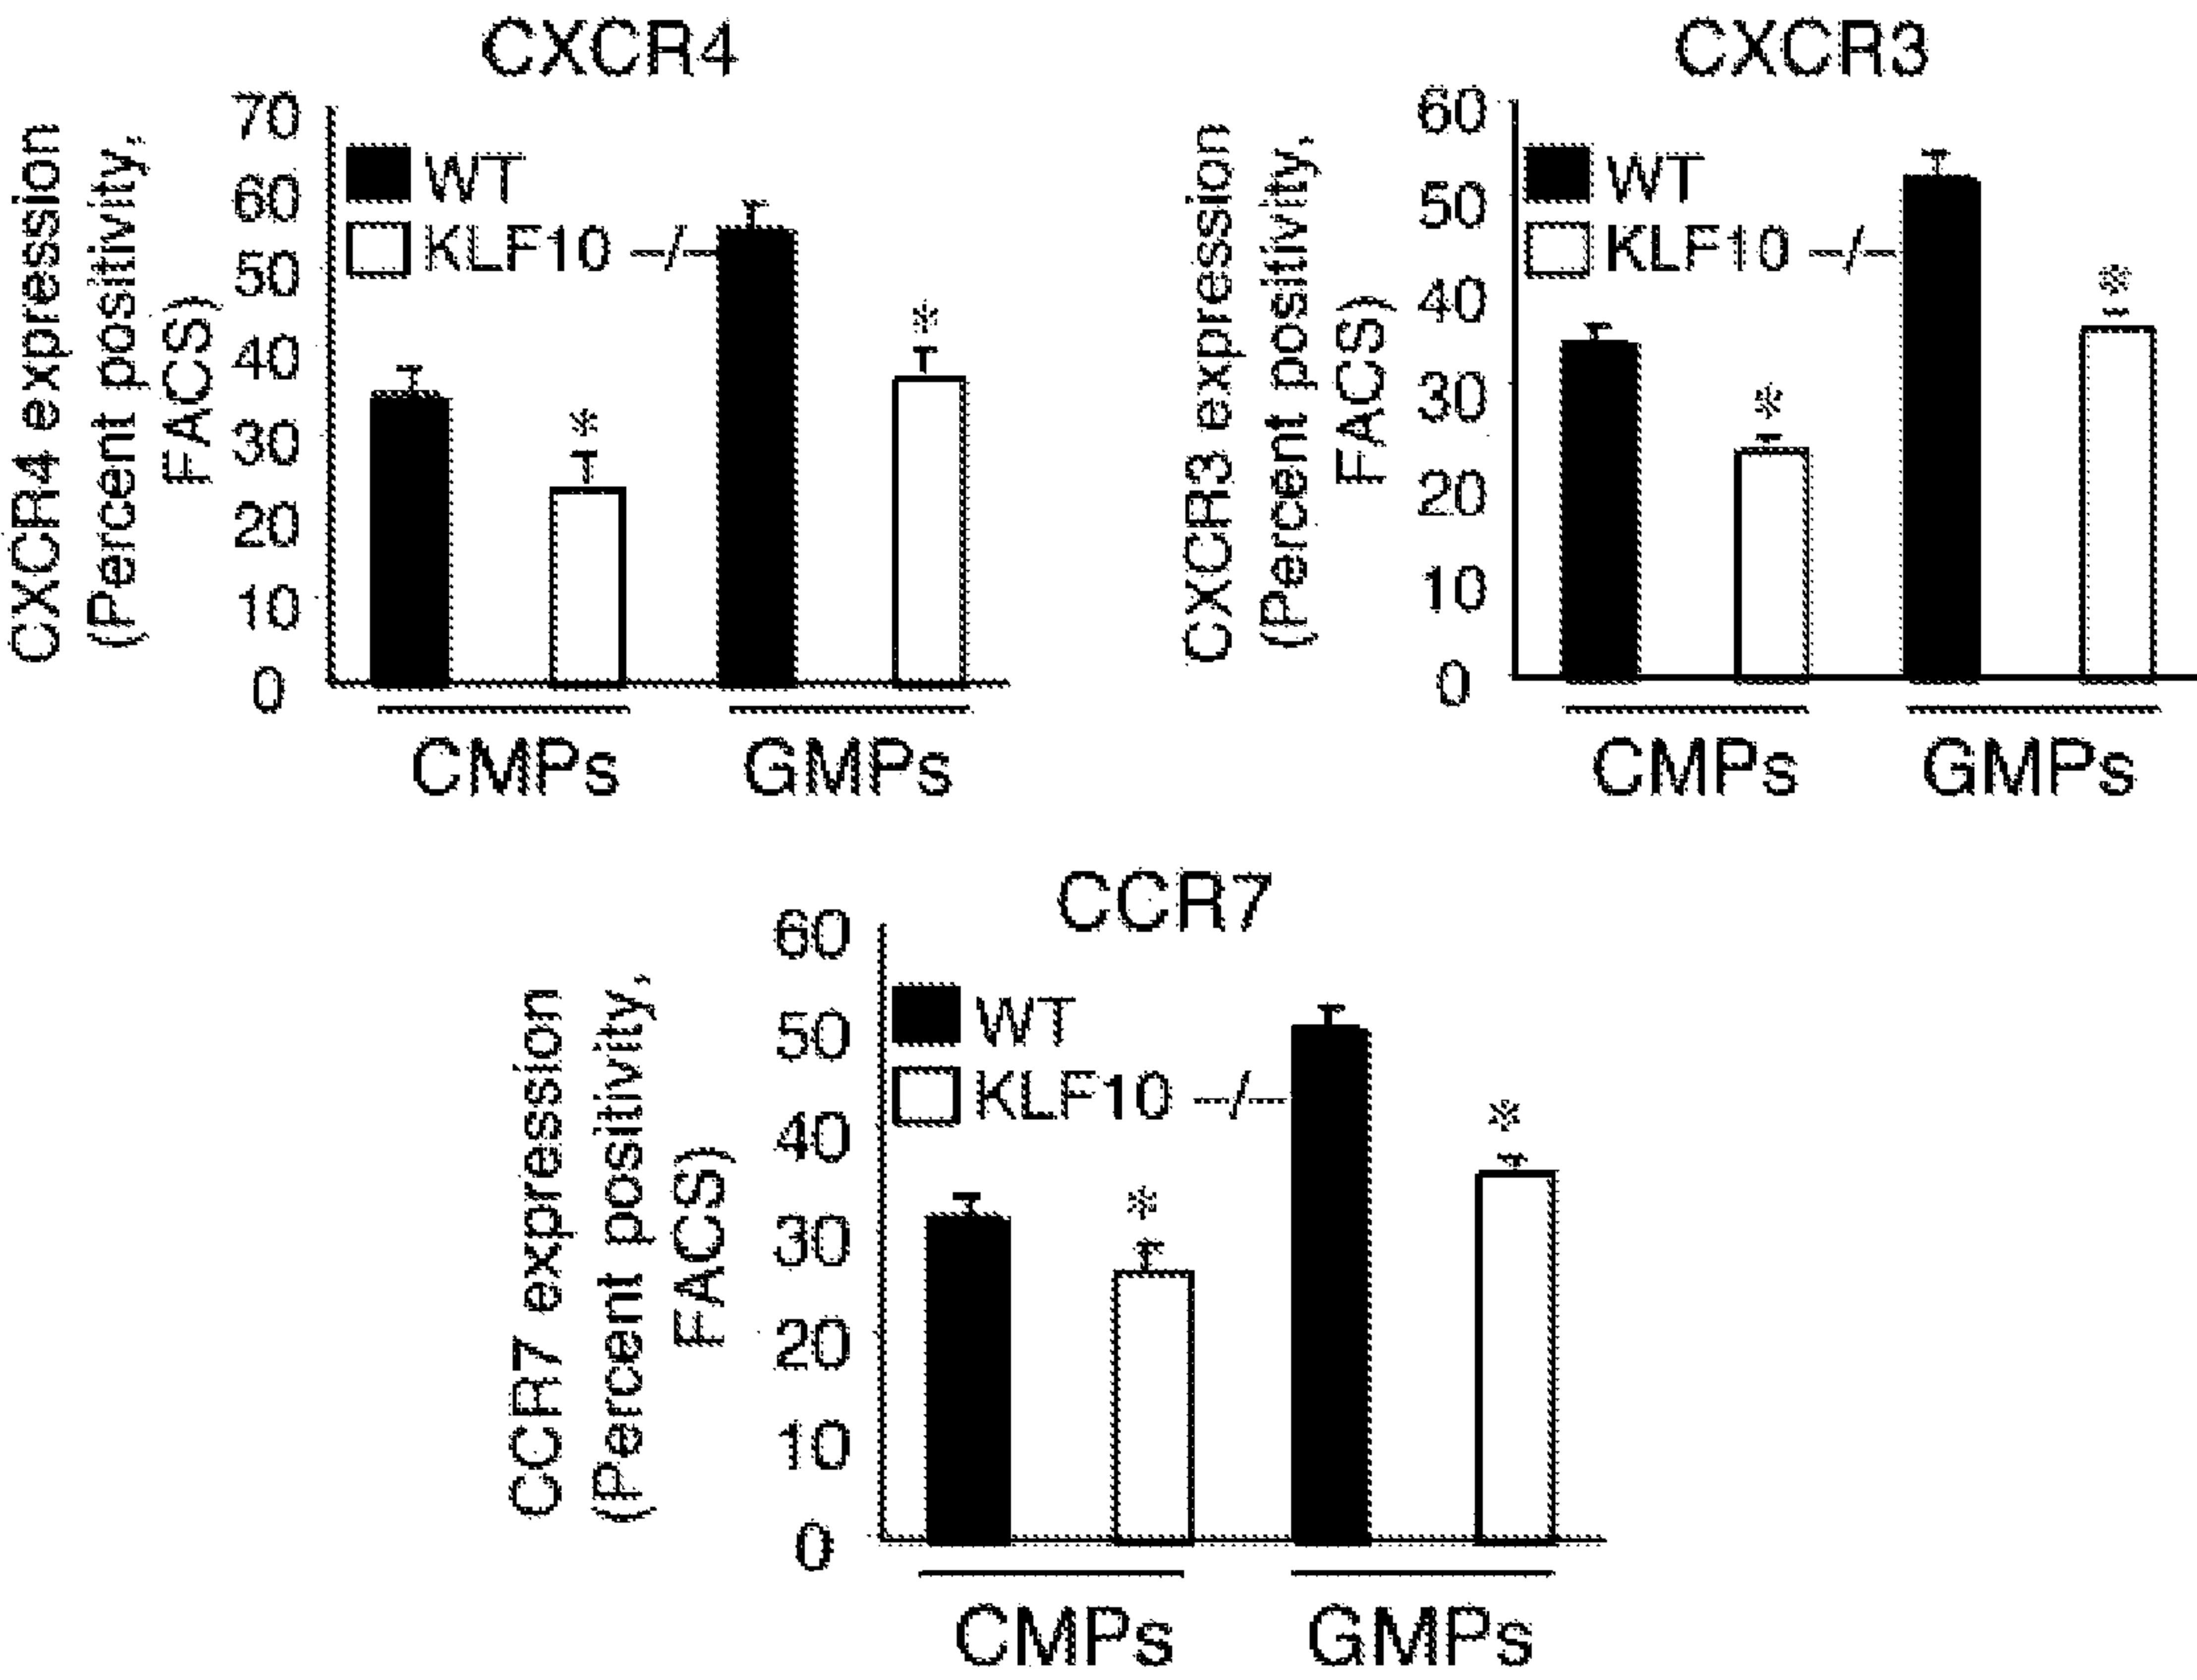 CXCR4
CXCR4 expression
(Percent positivity,
FACS)
70
60
50
40
30
20
10
0
WT
KLF10 –/–
*
*
CMPs
GMPs
CXCR3
CXCR3 expression
(Percent positivity,
FACS)
60
50
40
30
20
10
0
WT
KLF10 –/–
*
*
CMPs
GMPs
CCR7
CCR7 expression
(Percent positivity,
FACS)
60
50
40
30
20
10
0
WT
KLF10 –/–
*
*
CMPs
GMPs